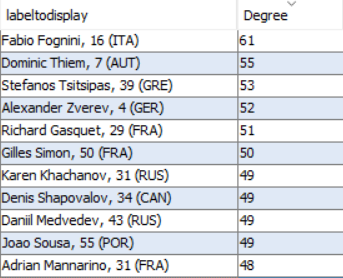 labeltodisplay Degree
Fabio Fognini, 16 (ITA) 61
Dominic Thiem, 7 (AUT) 55
Stefanos Tsitsipas, 39 (GRE) 53
Alexander Zverev, 4 (GER) 52
Richard Gasquet, 29 (FRA) 51
Gilles Simon, 50 (FRA) 50
Karen Khachanov, 31 (RUS) 49
Denis Shapovalov, 34 (CAN) 49
Daniil Medvedev, 43 (RUS) 49
Joao Sousa, 55 (POR) 49
Adrian Mannarino, 31 (FRA) 48